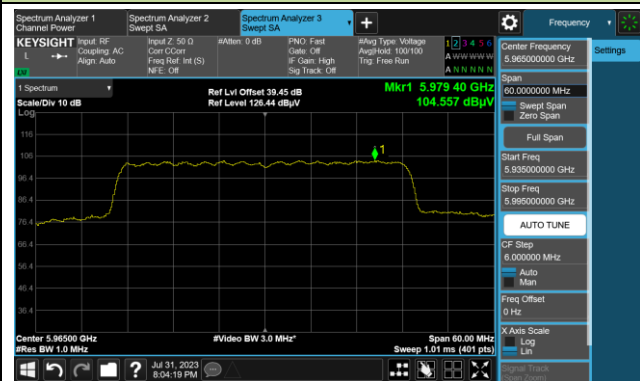 Spectrum Analyzer 1
Channel Power
Spectrum Analyzer 2
Swept SA
Spectrum Analyzer 3
Swept SA
Frequency
KEYSIGHT
L
Input: RF
Coupling: AC
Align: Auto
Input Z: 50 Ω
Corr CCorr
Freq Ref: Int (S)
NFE: Off
#Atten: 0 dB
PNO: Fast
Gate: Off
IF Gain: High
Sig Track: Off
#Avg Type: Voltage
Avg|Hold: 100/100
Trig: Free Run
1 2 3 4 5 6
A W W W W W
A N N N N N
1 Spectrum
Scale/Div 10 dB
Log
Ref Lvl Offset 39.45 dB
Ref Level 126.44 dBµV
Mkr1 5.979 40 GHz
104.557 dBµV
1
116
106
96.4
86.4
76.4
66.4
56.4
46.4
36.4
Center 5.96500 GHz
#Res BW 1.0 MHz
#Video BW 3.0 MHz*
Span 60.00 MHz
Sweep 1.01 ms (401 pts)
Jul 31, 2023
8:04:19 PM
Center Frequency
5.965000000 GHz
Settings
Span
60.0000000 MHz
Swept Span
Zero Span
Full Span
Start Freq
5.935000000 GHz
Stop Freq
5.995000000 GHz
AUTO TUNE
CF Step
6.000000 MHz
Auto
Man
Freq Offset
0 Hz
X Axis Scale
Log
Lin
Signal Track
(Span Zoom)